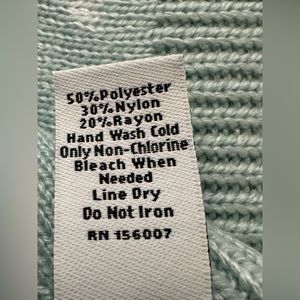 50%Polyester
30%Nylon
20%Rayon
Hand Wash Cold
Only Non-Chlorine
Bleach When
Needed
Line Dry
Do Not Iron
RN 156007